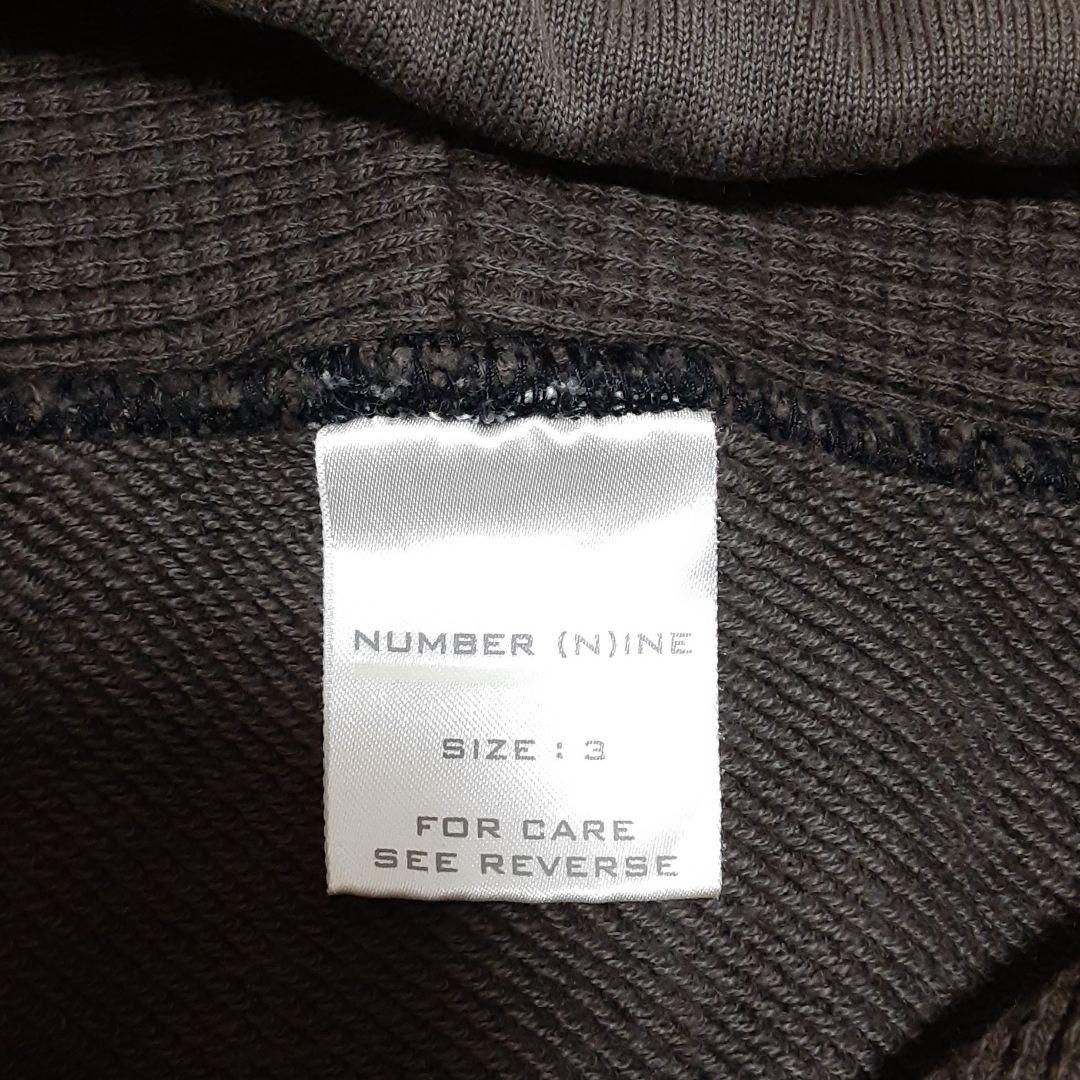 NUMBER (N)INE
SIZE : 3
FOR CARE
SEE REVERSE